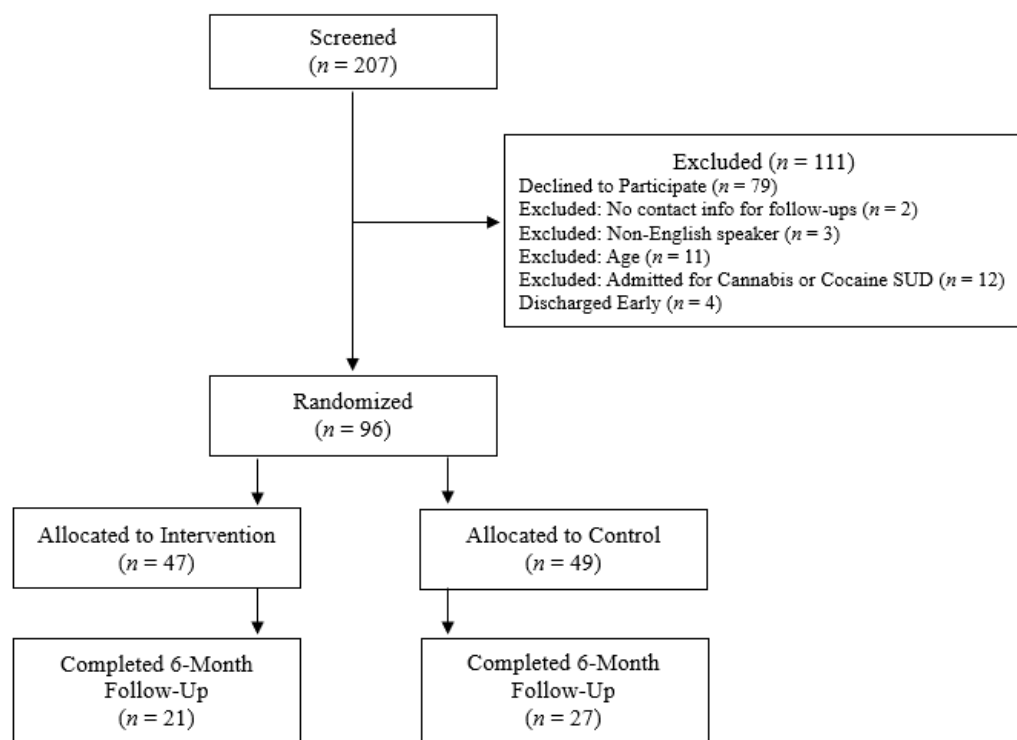 Screened
(n = 207)
Excluded (n = 111)
Declined to Participate (n = 79)
Excluded: No contact info for follow-ups (n = 2)
Excluded: Non-English speaker (n = 3)
Excluded: Age (n = 11)
Excluded: Admitted for Cannabis or Cocaine SUD (n = 12)
Discharged Early (n = 4)
Randomized
(n = 96)
Allocated to Intervention
(n = 47)
Allocated to Control
(n = 49)
Completed 6-Month
Follow-Up
(n = 21)
Completed 6-Month
Follow-Up
(n = 27)